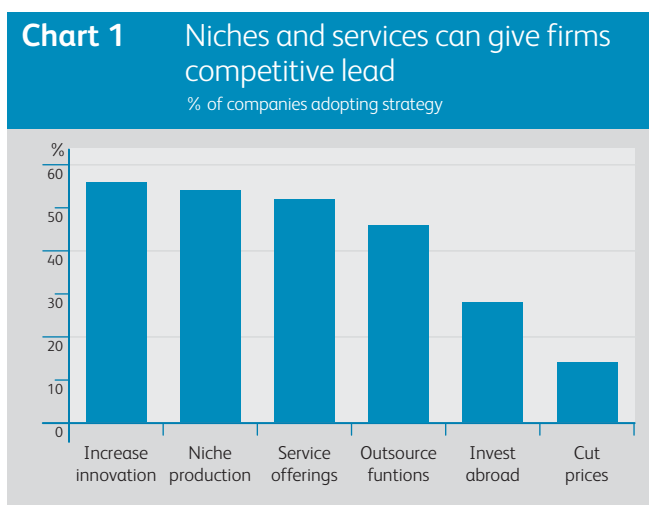 Chart 1
Niches and services can give firms
competitive lead
% of companies adopting strategy
%
60
50
40
30
20
10
0
Increase innovation
Niche production
Service offerings
Outsource funtions
Invest abroad
Cut prices